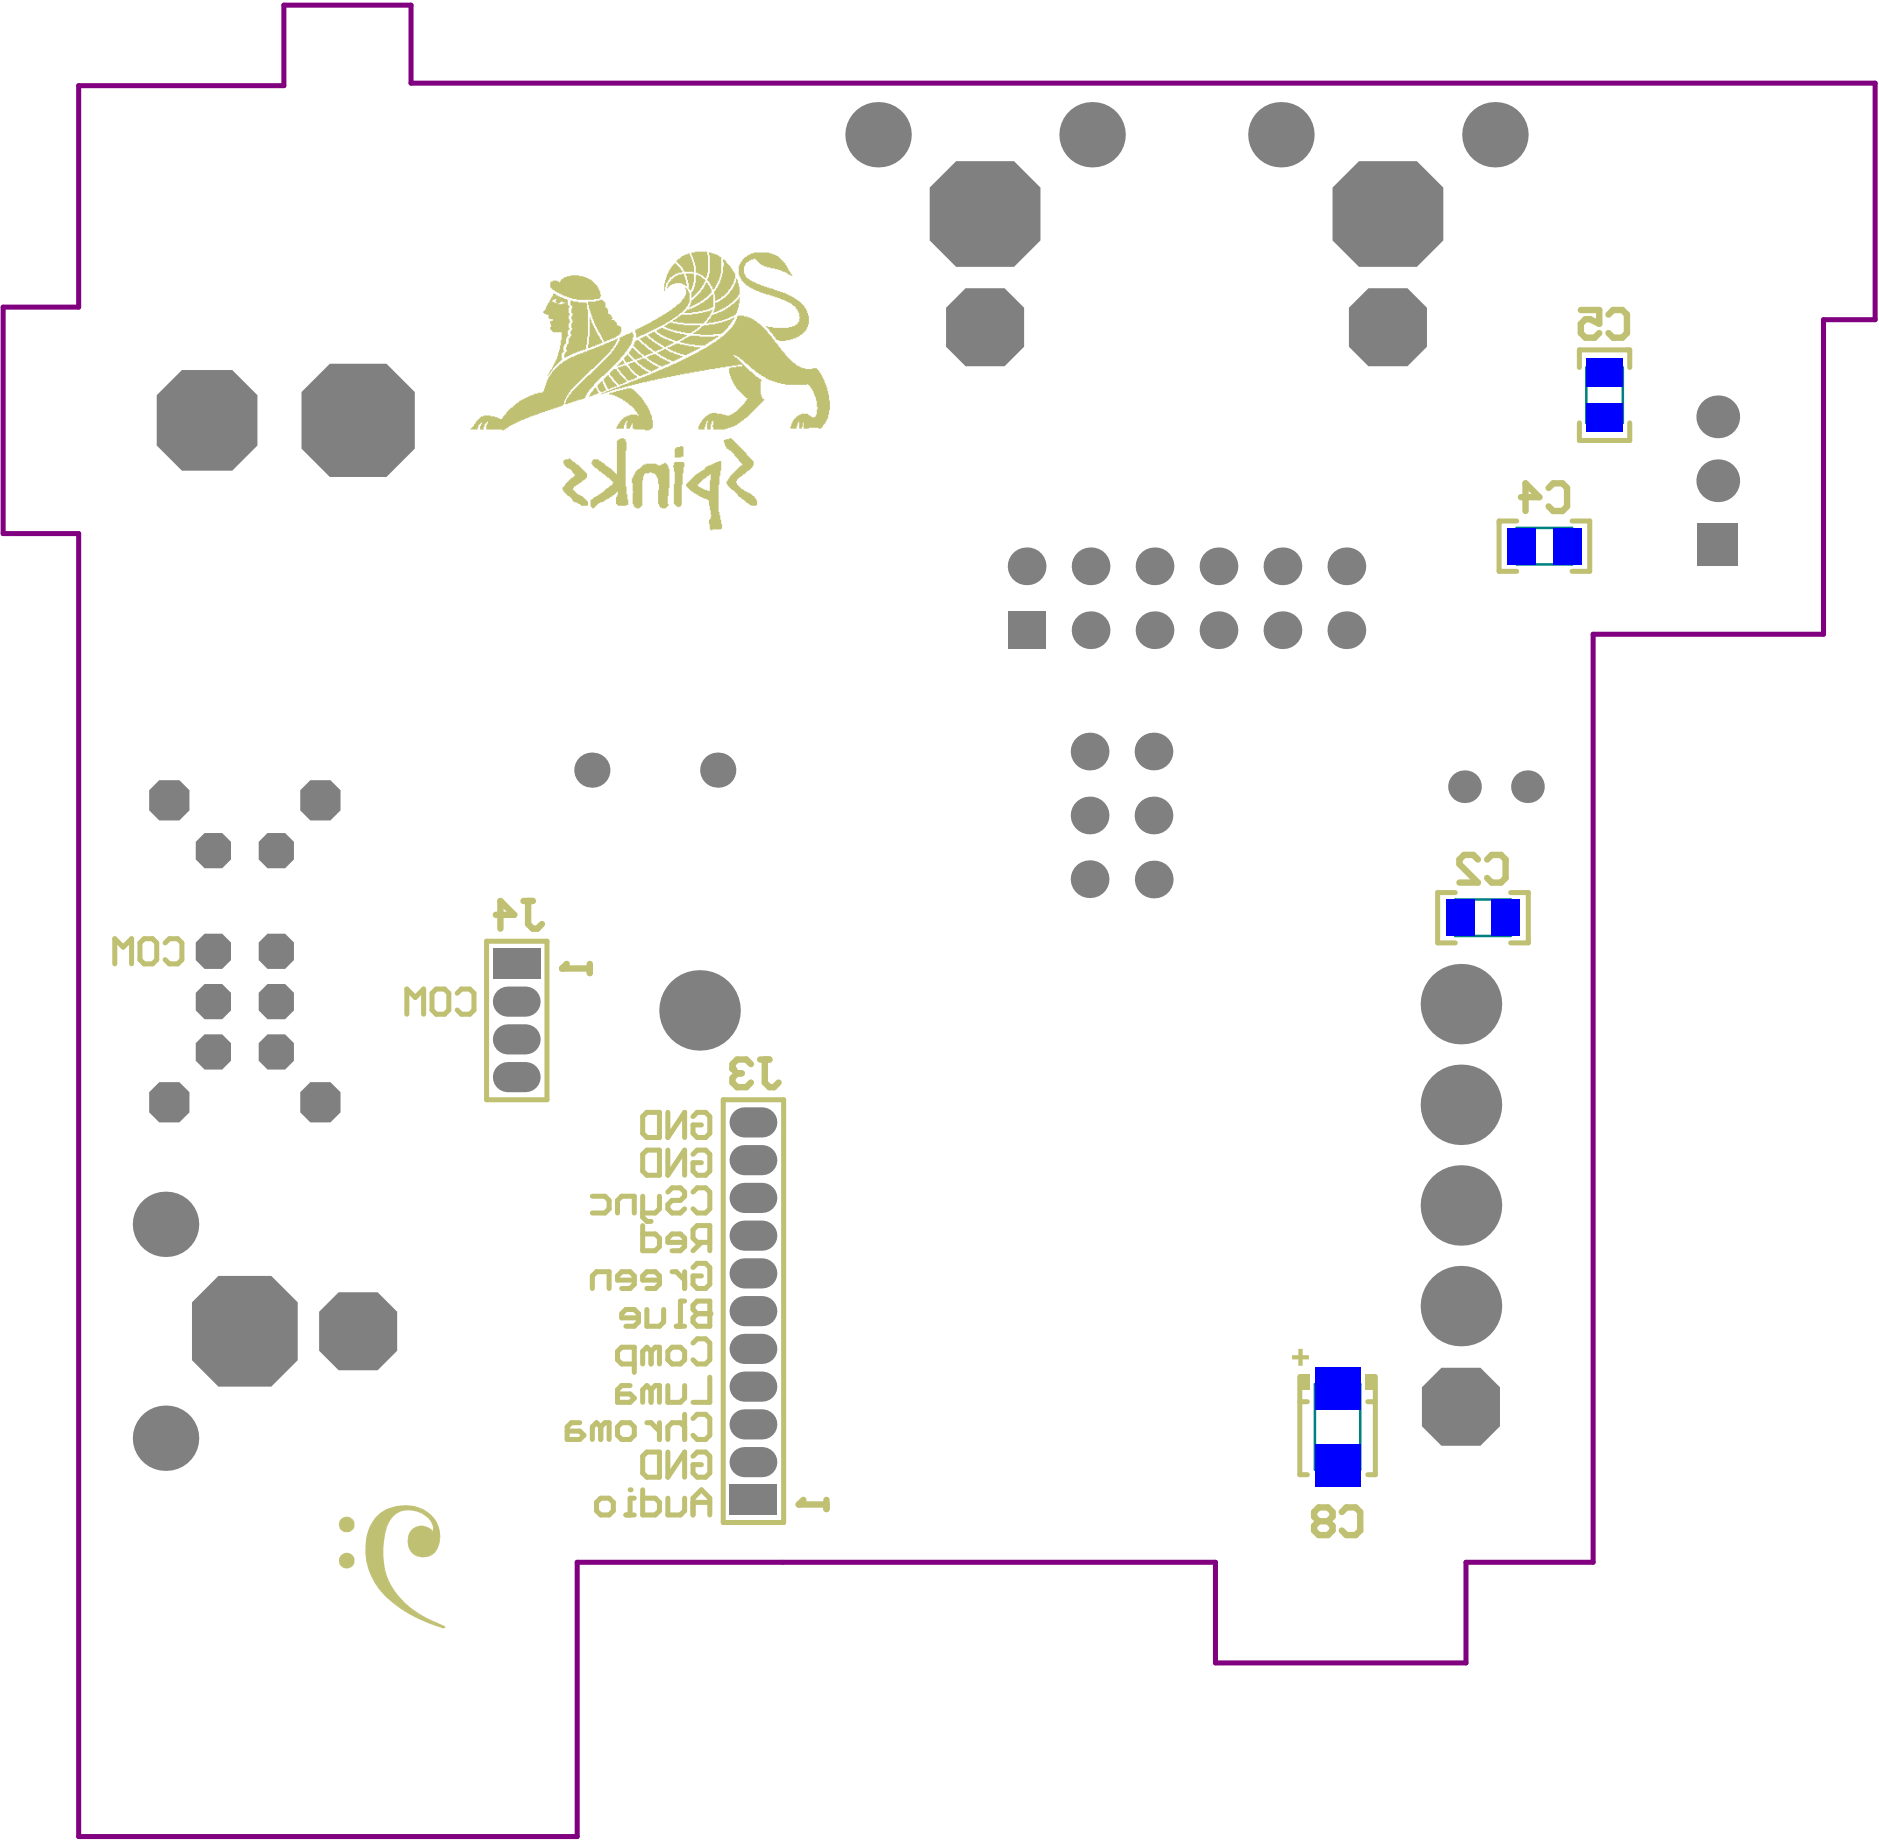 C5
Spinks
C4
C2
J4
COM
1
COM
J3
GND
GND
CSync
Red
Green
Blue
Comp
Luma
Chroma
GND
Audio
1
+
C8